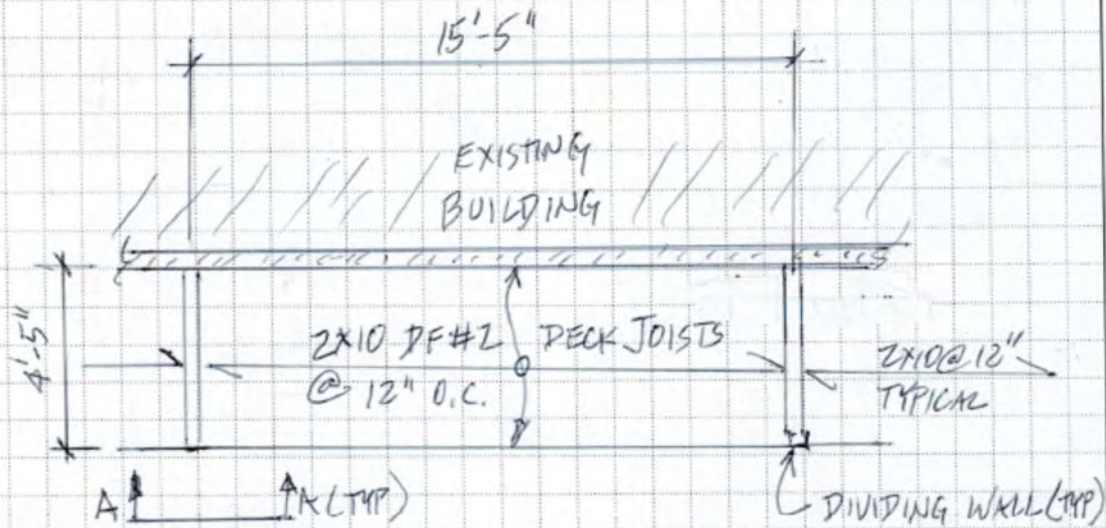 15'-5"
EXISTING
BUILDING
4'-5"
2X10 DF#2 DECK JOISTS
@ 12" O.C.
2X10@12"
TYPICAL
A A (TYP)
DIVIDING WALL (TYP)